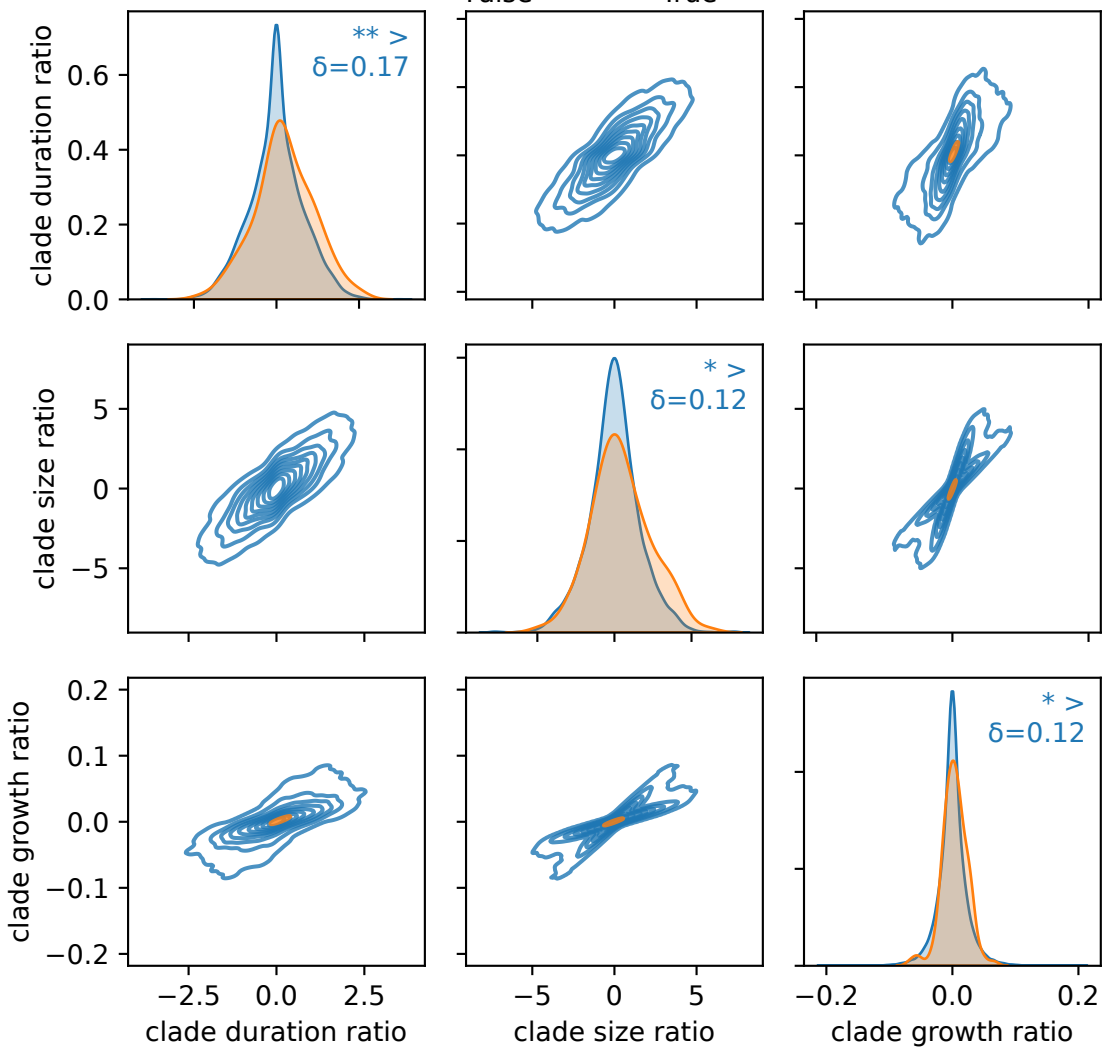 False True
clade duration ratio
0.6
0.4
0.2
0.0
** >
δ=0.17
clade size ratio
5
0
−5
* >
δ=0.12
clade growth ratio
0.2
0.1
0.0
−0.1
−0.2
* >
δ=0.12
−2.5 0.0 2.5
−5 0 5
−0.2 0.0 0.2
clade duration ratio
clade size ratio
clade growth ratio